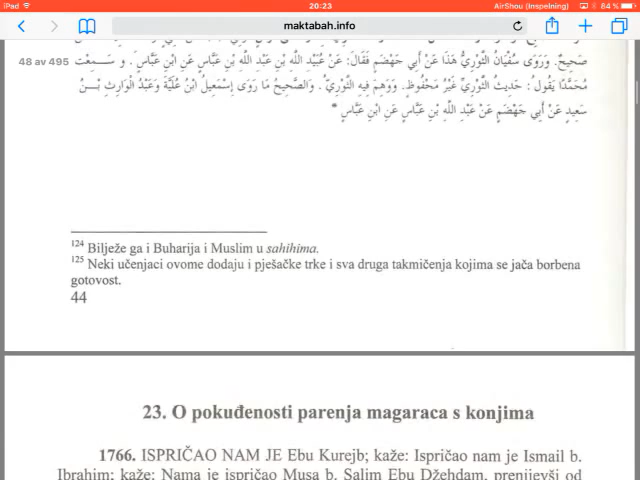 iPad 20:23 AirShou (Inspelning) 84 %
maktabah.info
48 av 495
صَحِيحٌ. وَرَوَى سُفْيَانُ الثَّوْرِيُّ هَذَا عَنْ أَبِي جَهْضَمٍ فَقَالَ: عَنْ عُبَيْدِ اللَّهِ بْنِ عَبْدِ اللَّهِ بْنِ عَبَّاسٍ عَنِ ابْنِ عَبَّاسٍ. و سَمِعْت
مُحَمَّدًا يَقُولُ: حَدِيثُ الثَّوْرِيِّ غَيْرُ مَحْفُوظٍ. وَوَهِمَ فِيهِ الثَّوْرِيُّ. وَالصَّحِيحُ مَا رَوَى إِسْمَعِيلُ ابْنُ عُلَيَّةَ وَعَبْدُ الْوَارِثِ بْنُ
سَعِيدٍ عَنْ أَبِي جَهْضَمٍ عَنْ عَبْدِ اللَّهِ بْنِ عَبَّاسٍ عَنِ ابْنِ عَبَّاسٍ *
124 Bilježe ga i Buharija i Muslim u sahihima.
125 Neki učenjaci ovome dodaju i pješačke trke i sva druga takmičenja kojima se jača borbena
gotovost.
44
23. O pokuđenosti parenja magaraca s konjima
1766. ISPRIČAO NAM JE Ebu Kurejb; kaže: Ispričao nam je Ismail b.
Ibrahim; kaže: Nama je ispričao Musa b. Salim Ebu Džehdam, prenijevši od